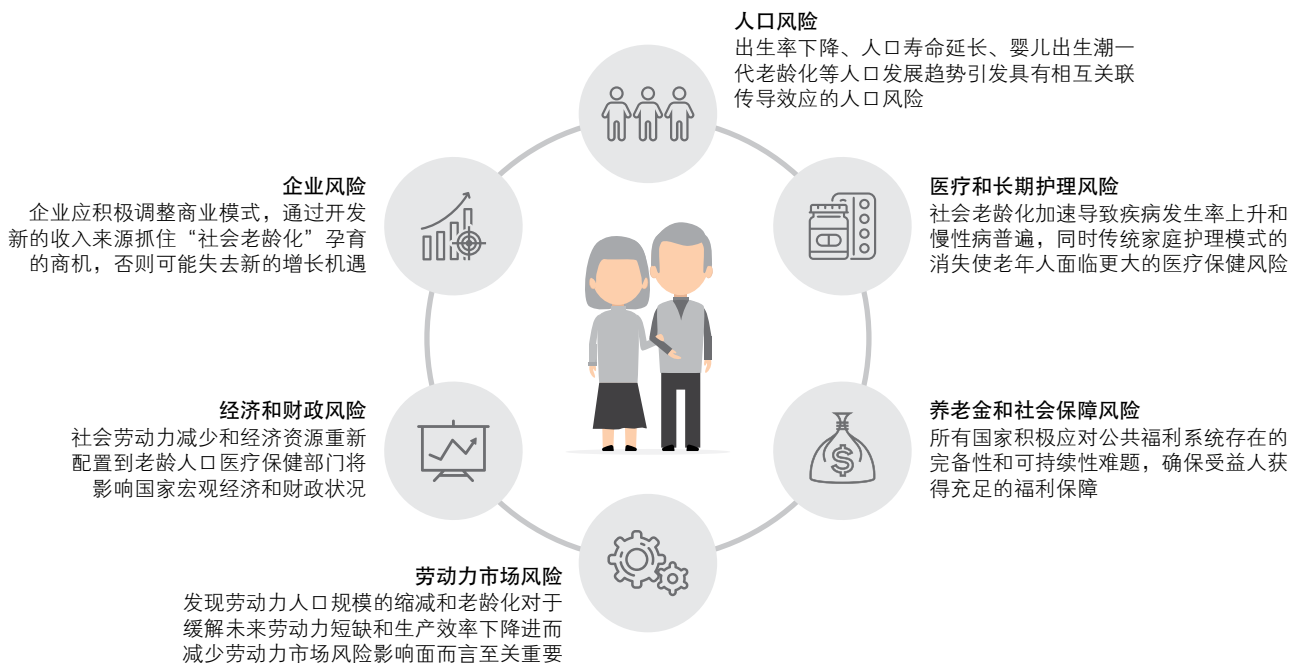 人口风险
出生率下降、人口寿命延长、婴儿出生潮一
代老龄化等人口发展趋势引发具有相互关联
传导效应的人口风险
企业风险
企业应积极调整商业模式，通过开发
新的收入来源抓住“社会老龄化”孕育
的商机，否则可能失去新的增长机遇
医疗和长期护理风险
社会老龄化加速导致疾病发生率上升和
慢性病普遍，同时传统家庭护理模式的
消失使老年人面临更大的医疗保健风险
经济和财政风险
社会劳动力减少和经济资源重新
配置到老龄人口医疗保健部门将
影响国家宏观经济和财政状况
养老金和社会保障风险
所有国家积极应对公共福利系统存在的
完备性和可持续性难题，确保受益人获
得充足的福利保障
$
劳动力市场风险
发现劳动力人口规模的缩减和老龄化对于
缓解未来劳动力短缺和生产效率下降进而
减少劳动力市场风险影响面而言至关重要